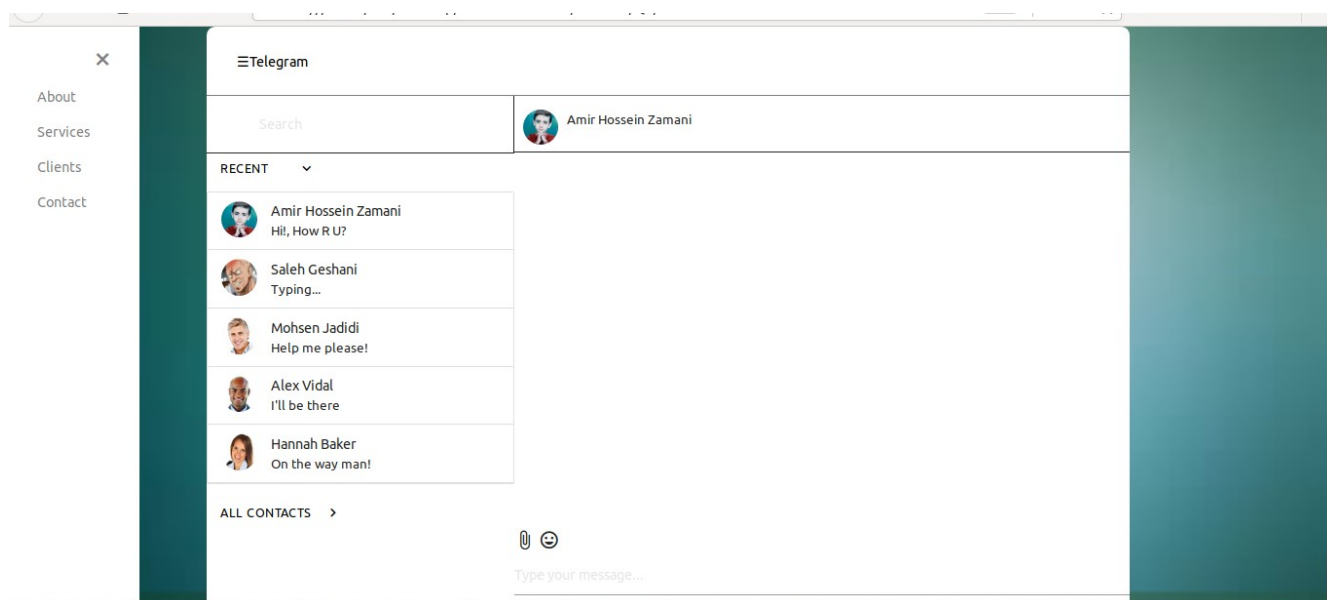 About
Services
Clients
Contact
☰Telegram
Search
RECENT
Amir Hossein Zamani
Hi!, How R U?
Saleh Geshani
Typing...
Mohsen Jadidi
Help me please!
Alex Vidal
I'll be there
Hannah Baker
On the way man!
ALL CONTACTS
Amir Hossein Zamani
Type your message...